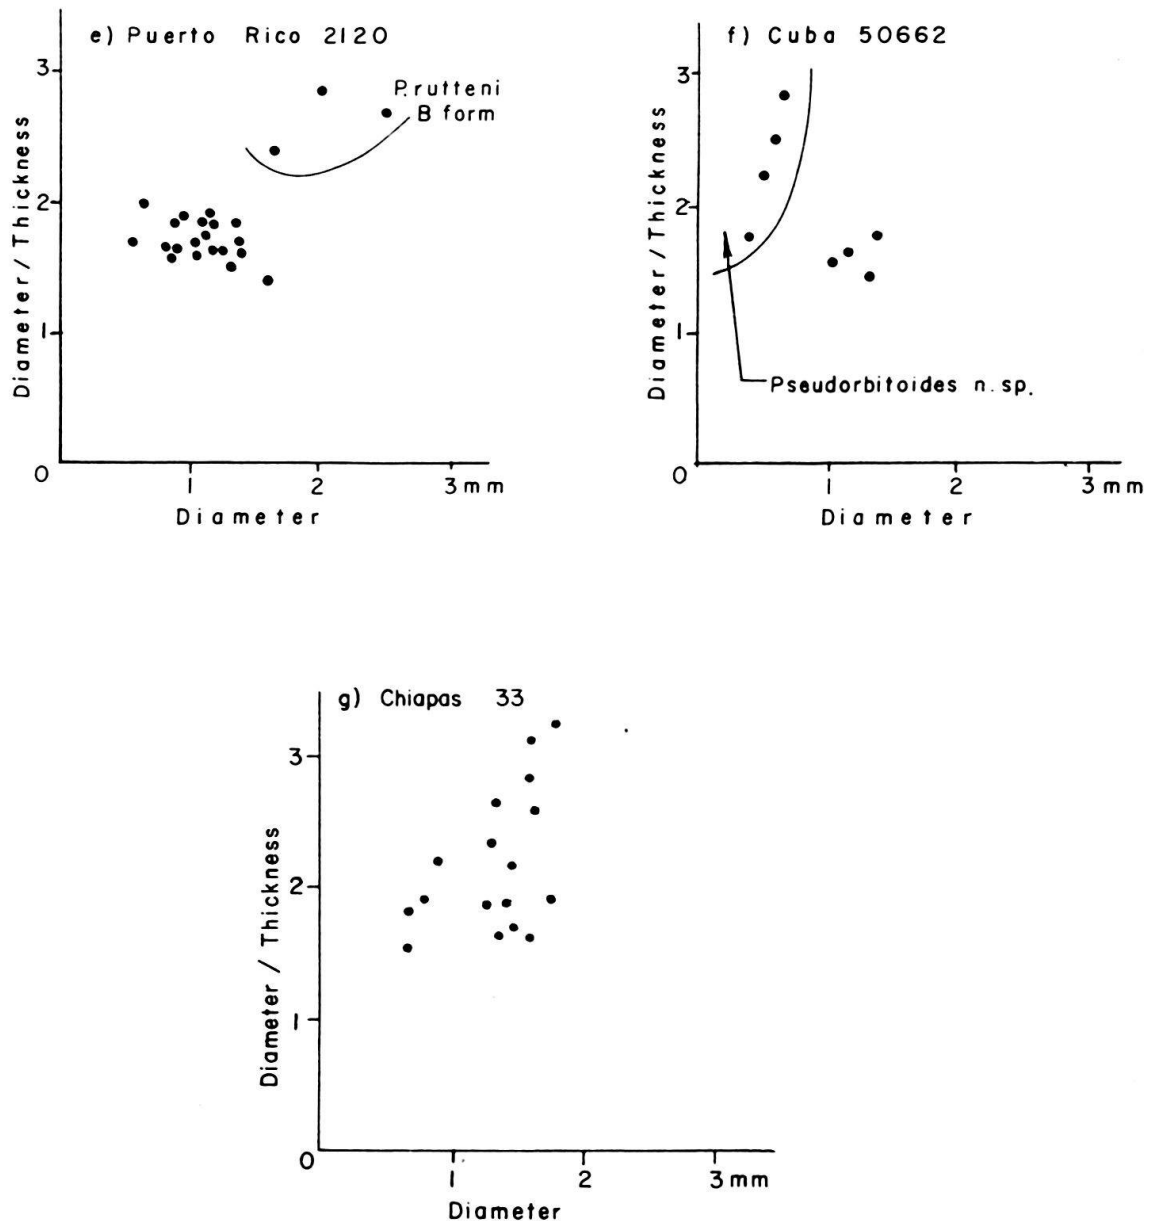 e) Puerto Rico 2120
3
P. rutteni
B form
2
1
0
1 2 3 mm
Diameter / Thickness
Diameter
f) Cuba 50662
3
2
1
0
Pseudorbitoides n. sp.
1 2 3 mm
Diameter / Thickness
Diameter
g) Chiapas 33
3
2
1
0
1 2 3 mm
Diameter / Thickness
Diameter